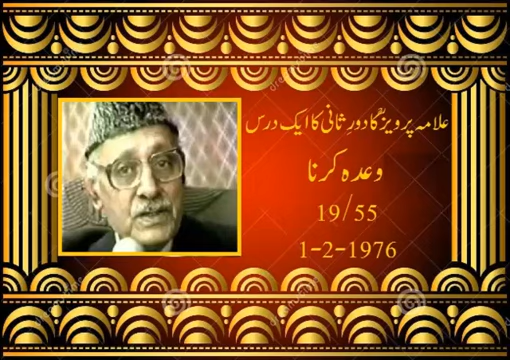 علامہ پرویزؒ کا دورِ ثانی کا ایک درس
وعدہ کرنا
19/55
1-2-1976